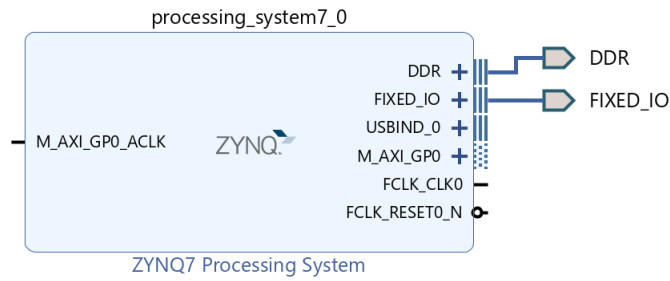 processing_system7_0
DDR
DDR
FIXED_IO
FIXED_IO
USBIND_0
M_AXI_GP0_ACLK
ZYNQ
M_AXI_GP0
FCLK_CLK0
FCLK_RESET0_N
ZYNQ7 Processing System